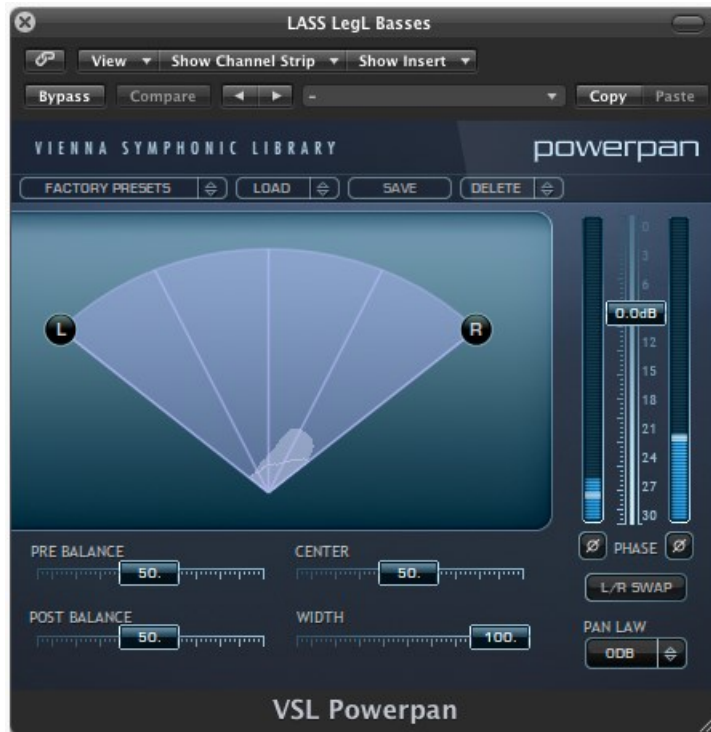 LASS LegL Basses
View Show Channel Strip Show Insert
Bypass Compare - Copy Paste
VIENNA SYMPHONIC LIBRARY powerpan
FACTORY PRESETS LOAD SAVE DELETE
0
3
6
L R 0.0dB
12
15
18
21
24
27
30
PRE BALANCE 50. CENTER 50.
Ø PHASE Ø
L/R SWAP
POST BALANCE 50. WIDTH 100.
PAN LAW
0DB
VSL Powerpan